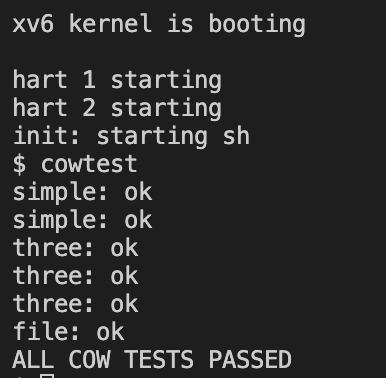 xv6 kernel is booting
hart 1 starting
hart 2 starting
init: starting sh
$ cowtest
simple: ok
simple: ok
three: ok
three: ok
three: ok
file: ok
ALL COW TESTS PASSED